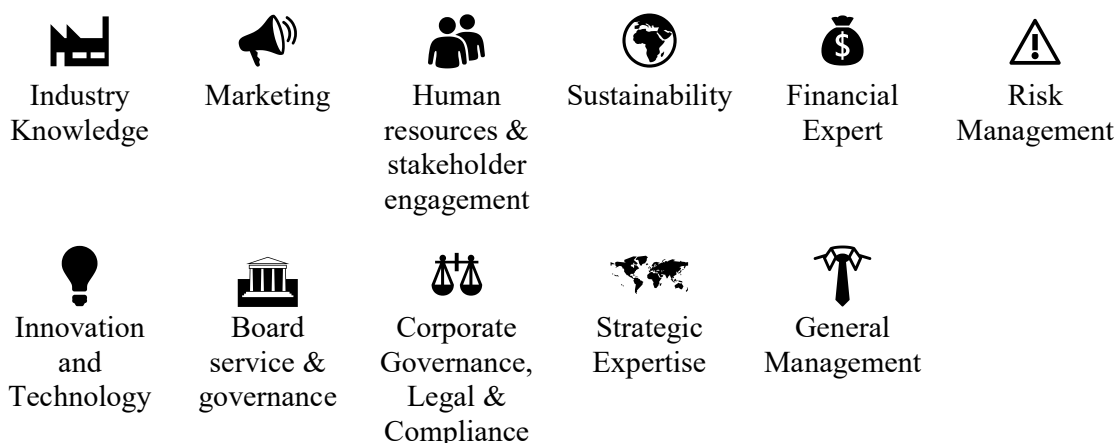 Industry
Knowledge
Marketing
Human
resources &
stakeholder
engagement
Sustainability
Financial
Expert
Risk
Management
Innovation
and
Technology
Board
service &
governance
Corporate
Governance,
Legal &
Compliance
Strategic
Expertise
General
Management